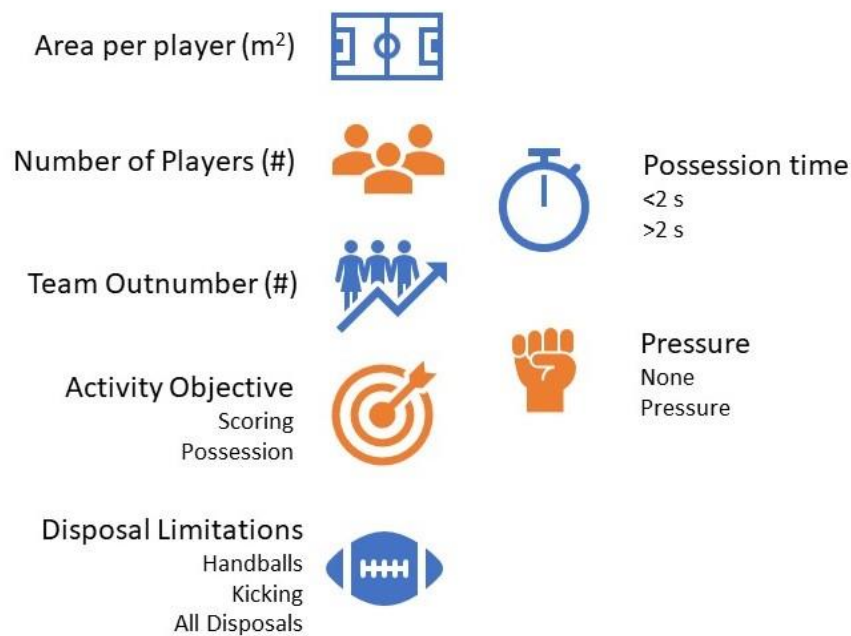 Area per player (m²)
Number of Players (#)
Team Outnumber (#)
Activity Objective
Scoring
Possession
Disposal Limitations
Handballs
Kicking
All Disposals
Possession time
<2 s
>2 s
Pressure
None
Pressure